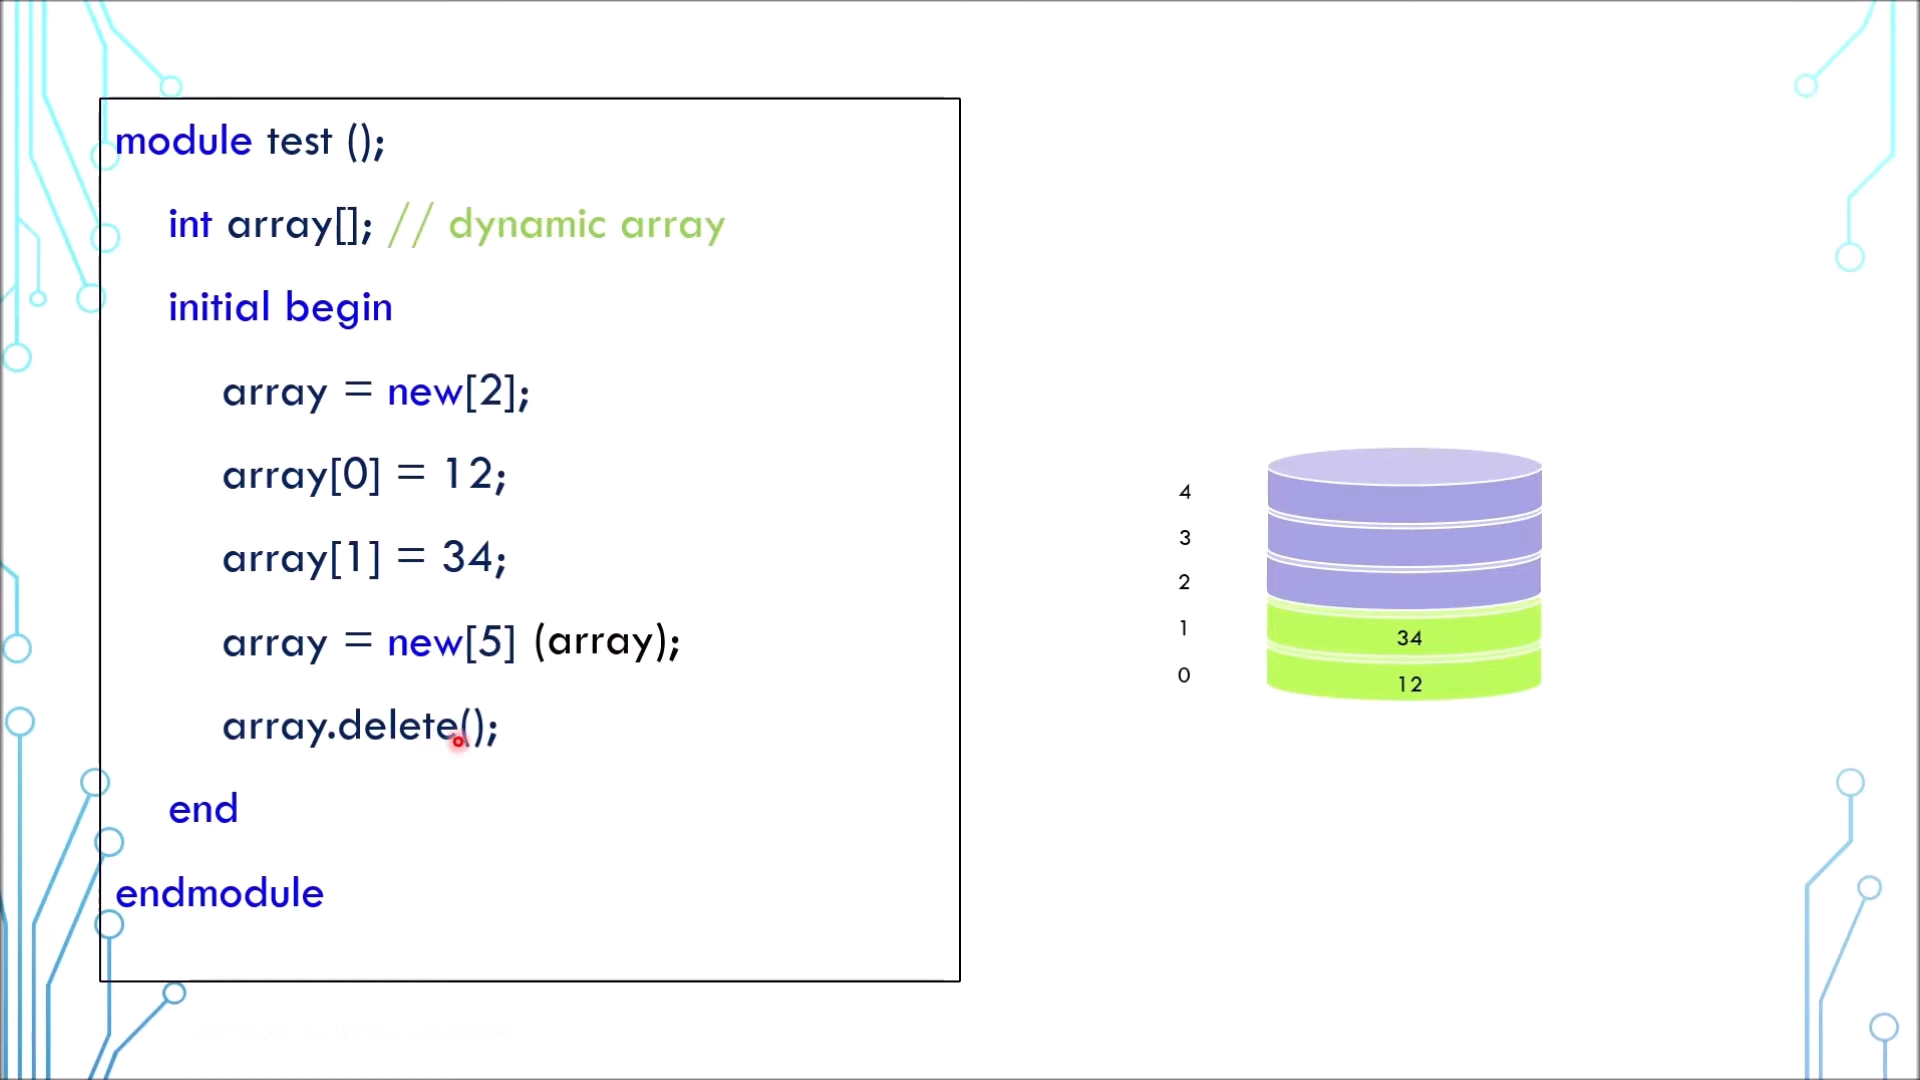 module test ();
int array[]; // dynamic array
initial begin
array = new[2];
array[0] = 12;
array[1] = 34;
array = new[5] (array);
array.delete();
end
endmodule
4
3
2
1 34
0 12